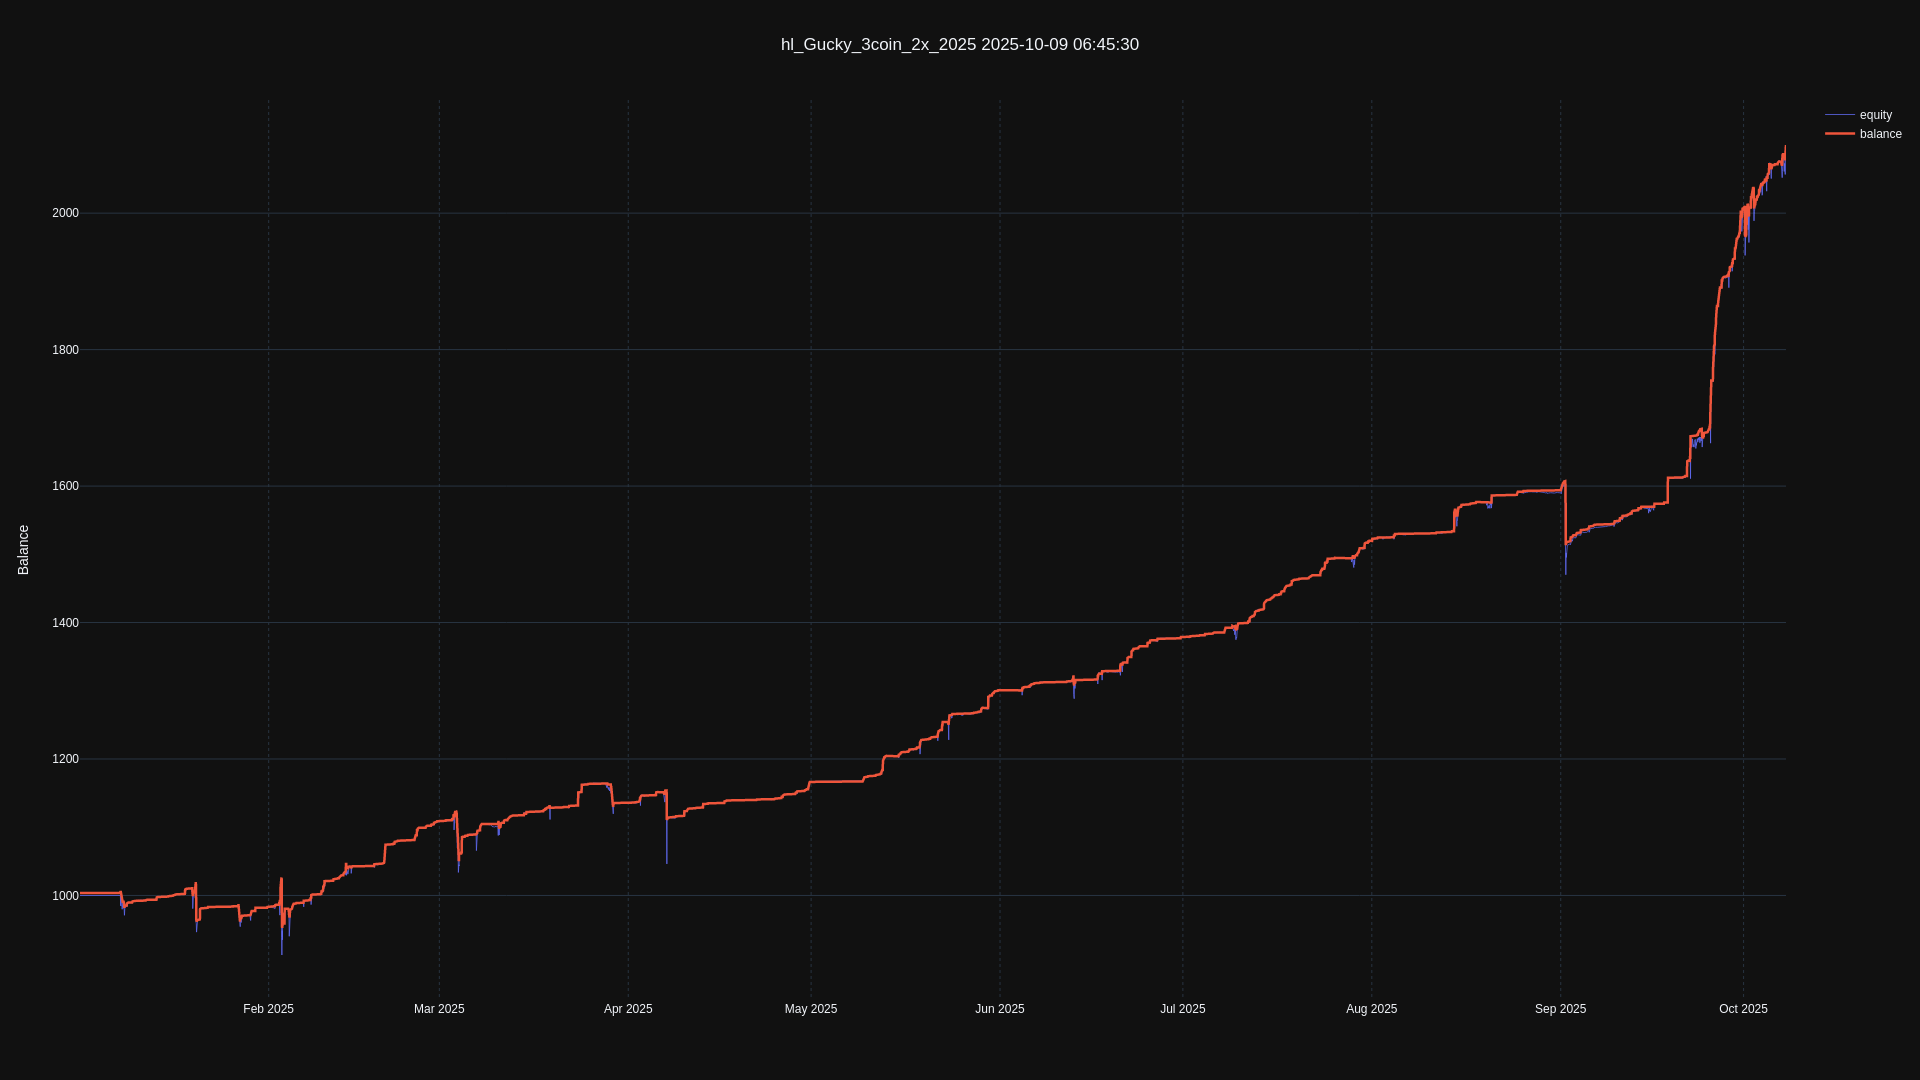 hl_Gucky_3coin_2x_2025 2025-10-09 06:45:30
equity
balance
2000
1800
1600
1400
1200
1000
Balance
Feb 2025
Mar 2025
Apr 2025
May 2025
Jun 2025
Jul 2025
Aug 2025
Sep 2025
Oct 2025